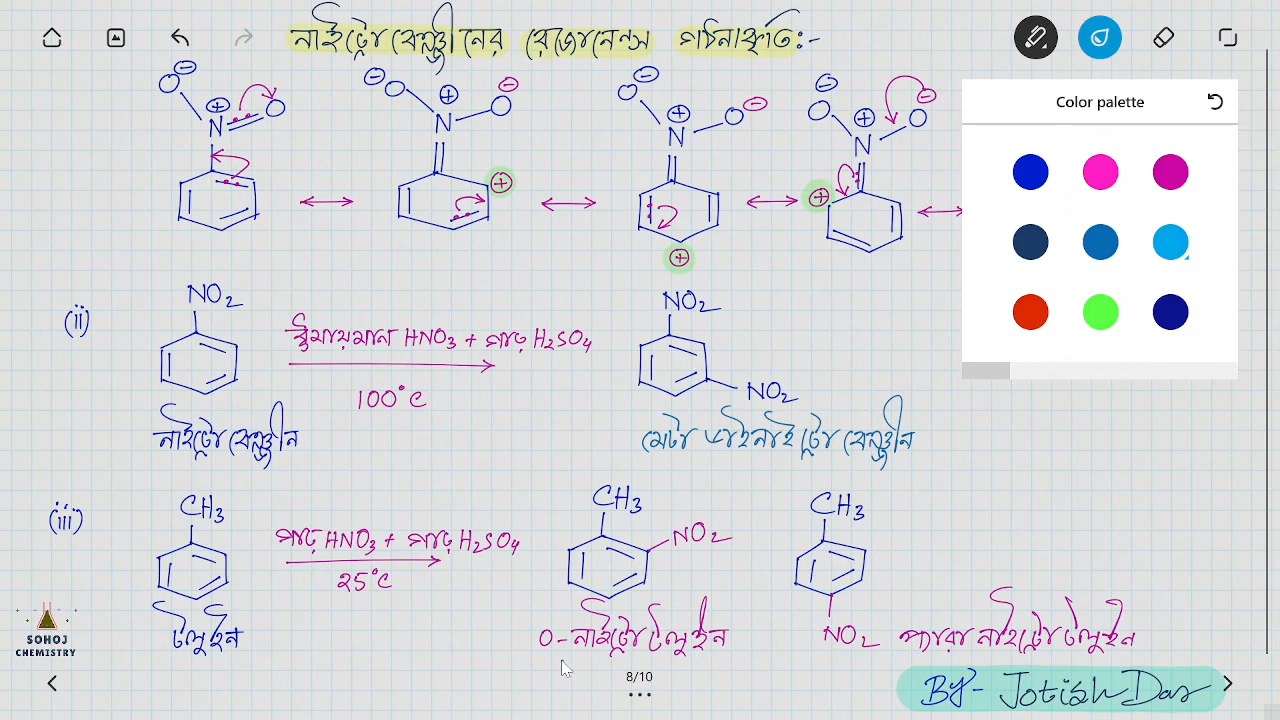 নাইট্রোবেঞ্জীনের রেজোনেন্স গঠনাকৃতি:-
Color palette
(ii)
NO₂
ধুমায়মান HNO₃ + গাঢ় H₂SO₄
100°C
NO₂
NO₂
নাইট্রোবেঞ্জীন
মেটা ডাইনাইট্রোবেঞ্জীন
(iii)
CH₃
গাঢ় HNO₃ + গাঢ় H₂SO₄
25°C
CH₃
NO₂
CH₃
NO₂
টলুইন
O-নাইট্রোটলুইন
প্যারা নাইট্রোটলুইন
SOHOJ
CHEMISTRY
8/10
BY- Jotish Das